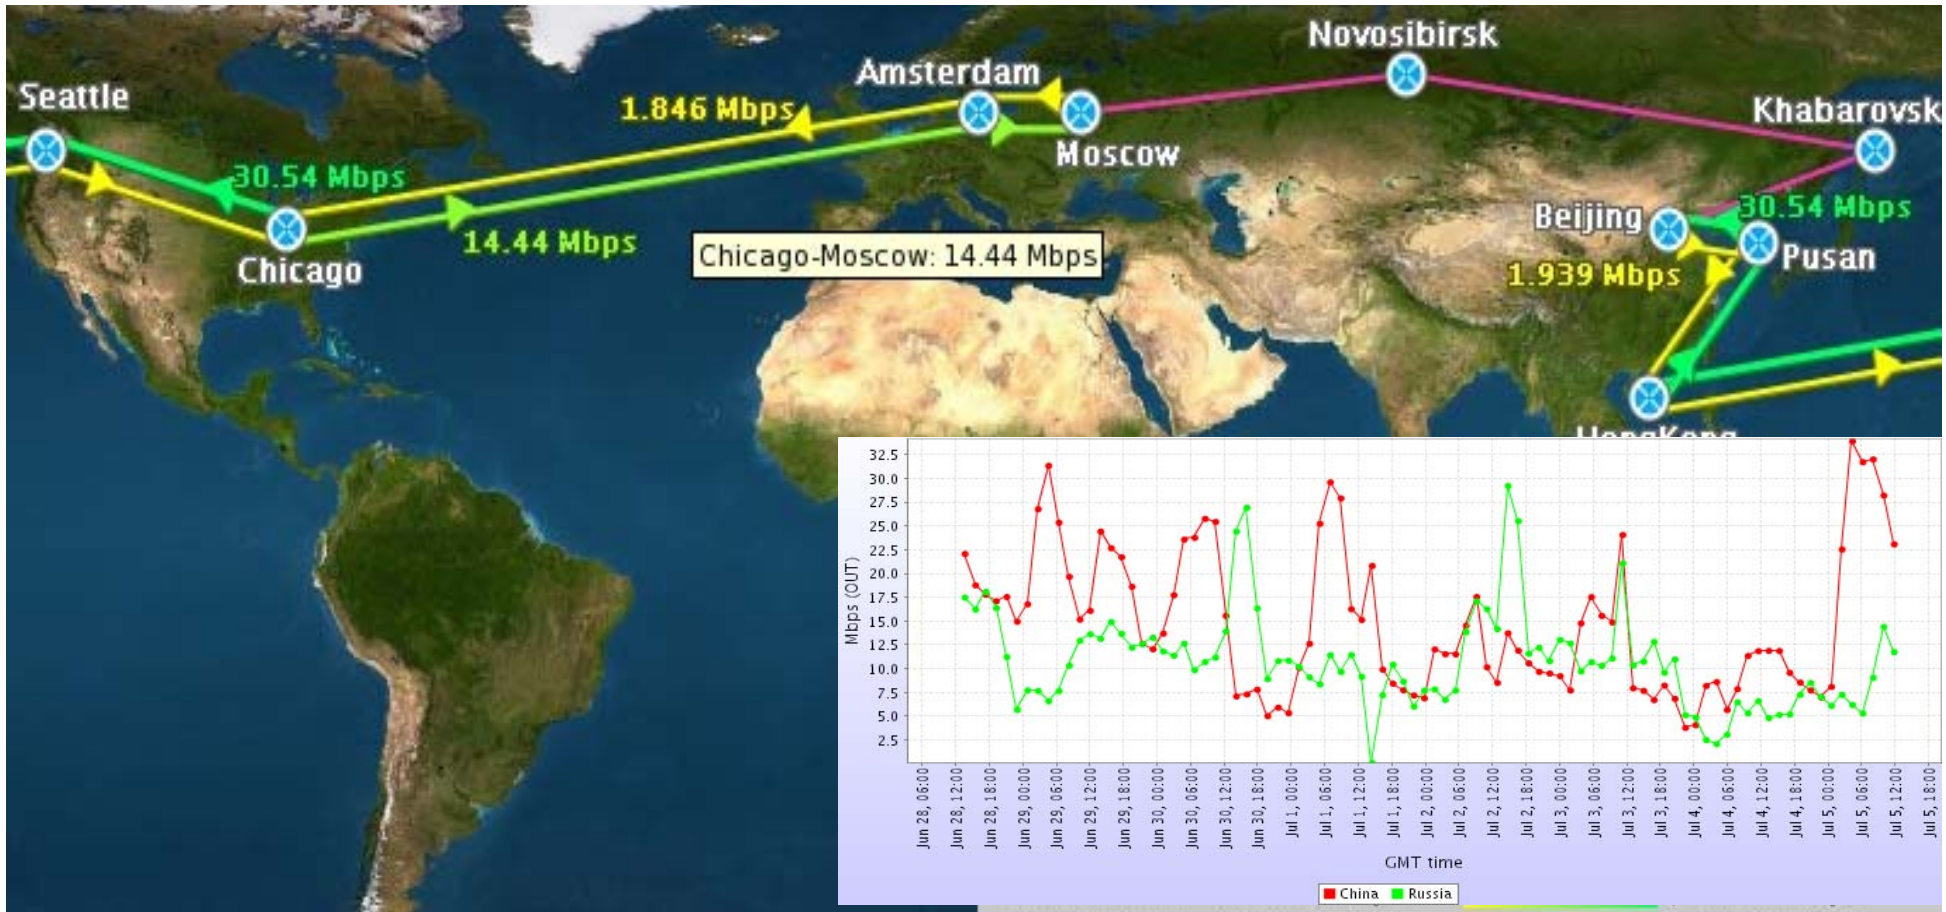 Novosibirsk
Amsterdam
Seattle
1.846 Mbps
Khabarovsk
Moscow
30.54 Mbps
30.54 Mbps
Beijing
14.44 Mbps
Chicago-Moscow: 14.44 Mbps
Pusan
Chicago
1.939 Mbps
32.5
30.0
27.5
25.0
22.5
20.0
17.5
15.0
12.5
10.0
7.5
5.0
2.5
Mbps (OUT)
Jun 28, 06:00
Jun 28, 12:00
Jun 28, 18:00
Jun 29, 00:00
Jun 29, 06:00
Jun 29, 12:00
Jun 29, 18:00
Jun 30, 00:00
Jun 30, 06:00
Jun 30, 12:00
Jun 30, 18:00
Jul 1, 00:00
Jul 1, 06:00
Jul 1, 12:00
Jul 1, 18:00
Jul 2, 00:00
Jul 2, 06:00
Jul 2, 12:00
Jul 2, 18:00
Jul 3, 00:00
Jul 3, 06:00
Jul 3, 12:00
Jul 3, 18:00
Jul 4, 00:00
Jul 4, 06:00
Jul 4, 12:00
Jul 4, 18:00
Jul 5, 00:00
Jul 5, 06:00
Jul 5, 12:00
Jul 5, 18:00
GMT time
China Russia